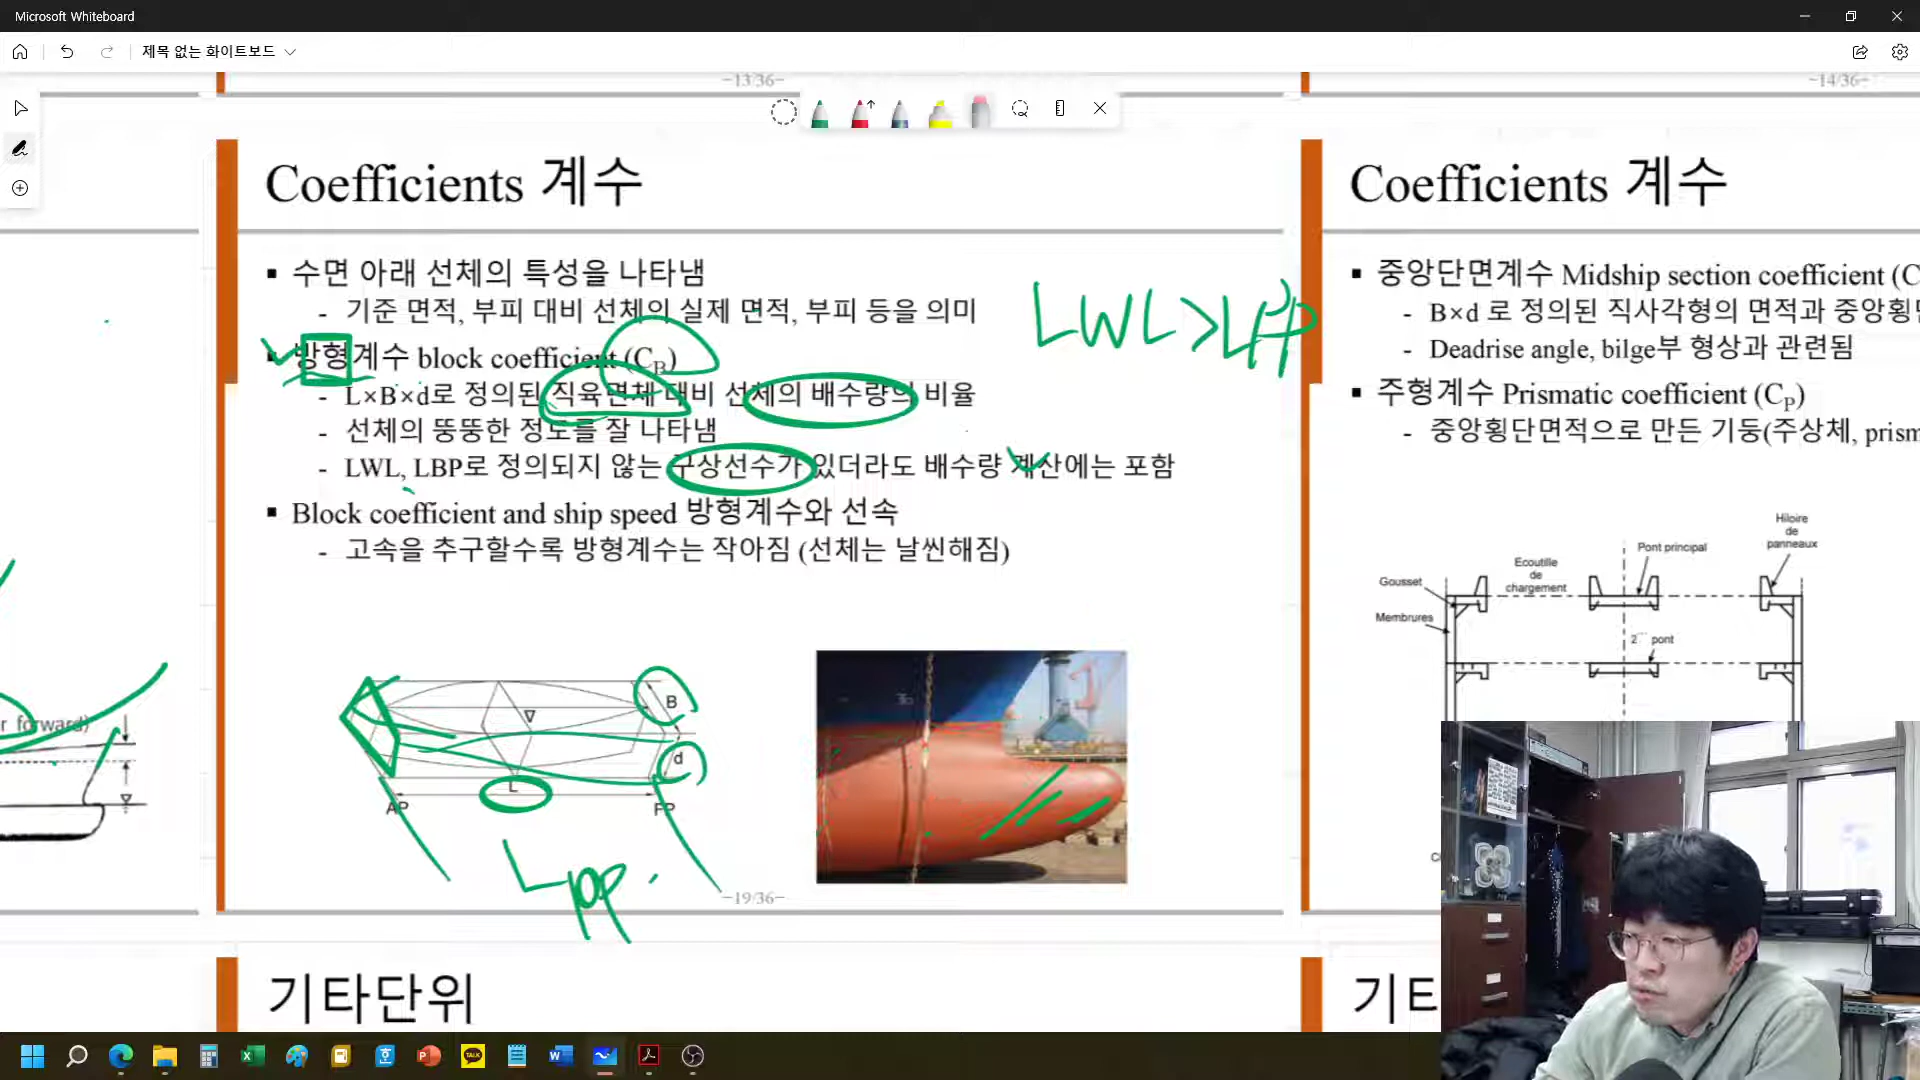 Microsoft Whiteboard
제목 없는 화이트보드
−13/36−
−14/36−
Coefficients 계수
▪ 수면 아래 선체의 특성을 나타냄
- 기준 면적, 부피 대비 선체의 실제 면적, 부피 등을 의미
▪ 방형계수 block coefficient (CB)
- L×B×d로 정의된 직육면체 대비 선체의 배수량의 비율
- 선체의 뚱뚱한 정도를 잘 나타냄
- LWL, LBP로 정의되지 않는 구상선수가 있더라도 배수량 계산에는 포함
▪ Block coefficient and ship speed 방형계수와 선속
- 고속을 추구할수록 방형계수는 작아짐 (선체는 날씬해짐)
LWL>LPP
B
∇
d
L
AP
FP
Lpp
−19/36−
r forward)
Coefficients 계수
▪ 중앙단면계수 Midship section coefficient (C
- B×d 로 정의된 직사각형의 면적과 중앙횡단
- Deadrise angle, bilge부 형상과 관련됨
▪ 주형계수 Prismatic coefficient (CP)
- 중앙횡단면적으로 만든 기둥(주상체, prism
Hiloire
de
panneaux
Pont principal
Ecoutille
de
chargement
Gousset
Membrures
pont
기타단위